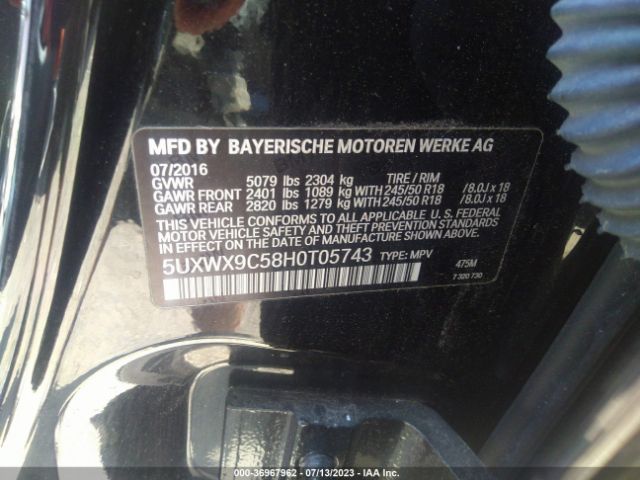 MFD BY BAYERISCHE MOTOREN WERKE AG
07/2016
GVWR 5079 lbs 2304 kg TIRE / RIM
GAWR FRONT 2401 lbs 1089 kg WITH 245/50 R18 /8.0J x 18
GAWR REAR 2820 lbs 1279 kg WITH 245/50 R18 /8.0J x 18
THIS VEHICLE CONFORMS TO ALL APPLICABLE U. S. FEDERAL
MOTOR VEHICLE SAFETY AND THEFT PREVENTION STANDARDS
IN EFFECT ON THE DATE OF MANUFACTURE SHOWN ABOVE.
5UXWX9C58H0T05743 TYPE: MPV 475M
7 320 730
000-36967962 - 07/13/2023 - IAA Inc.